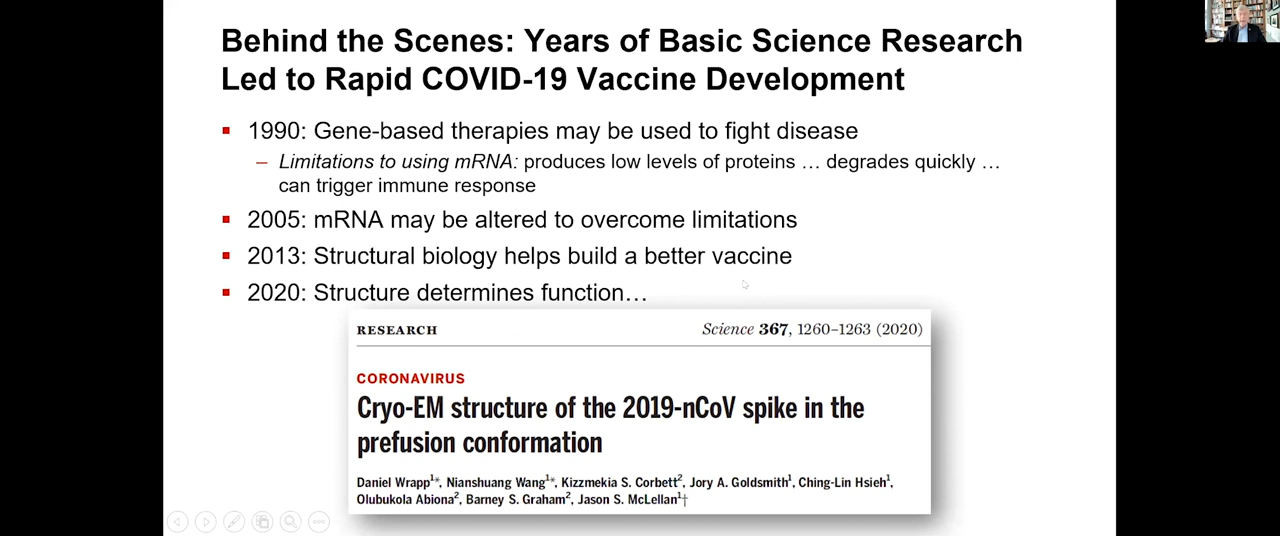 Behind the Scenes: Years of Basic Science Research
Led to Rapid COVID-19 Vaccine Development
▪ 1990: Gene-based therapies may be used to fight disease
– Limitations to using mRNA: produces low levels of proteins … degrades quickly …
can trigger immune response
▪ 2005: mRNA may be altered to overcome limitations
▪ 2013: Structural biology helps build a better vaccine
▪ 2020: Structure determines function…
RESEARCH Science 367, 1260–1263 (2020)
CORONAVIRUS
Cryo-EM structure of the 2019-nCoV spike in the
prefusion conformation
Daniel Wrapp1*, Nianshuang Wang1*, Kizzmekia S. Corbett2, Jory A. Goldsmith1, Ching-Lin Hsieh1,
Olubukola Abiona2, Barney S. Graham2, Jason S. McLellan1†